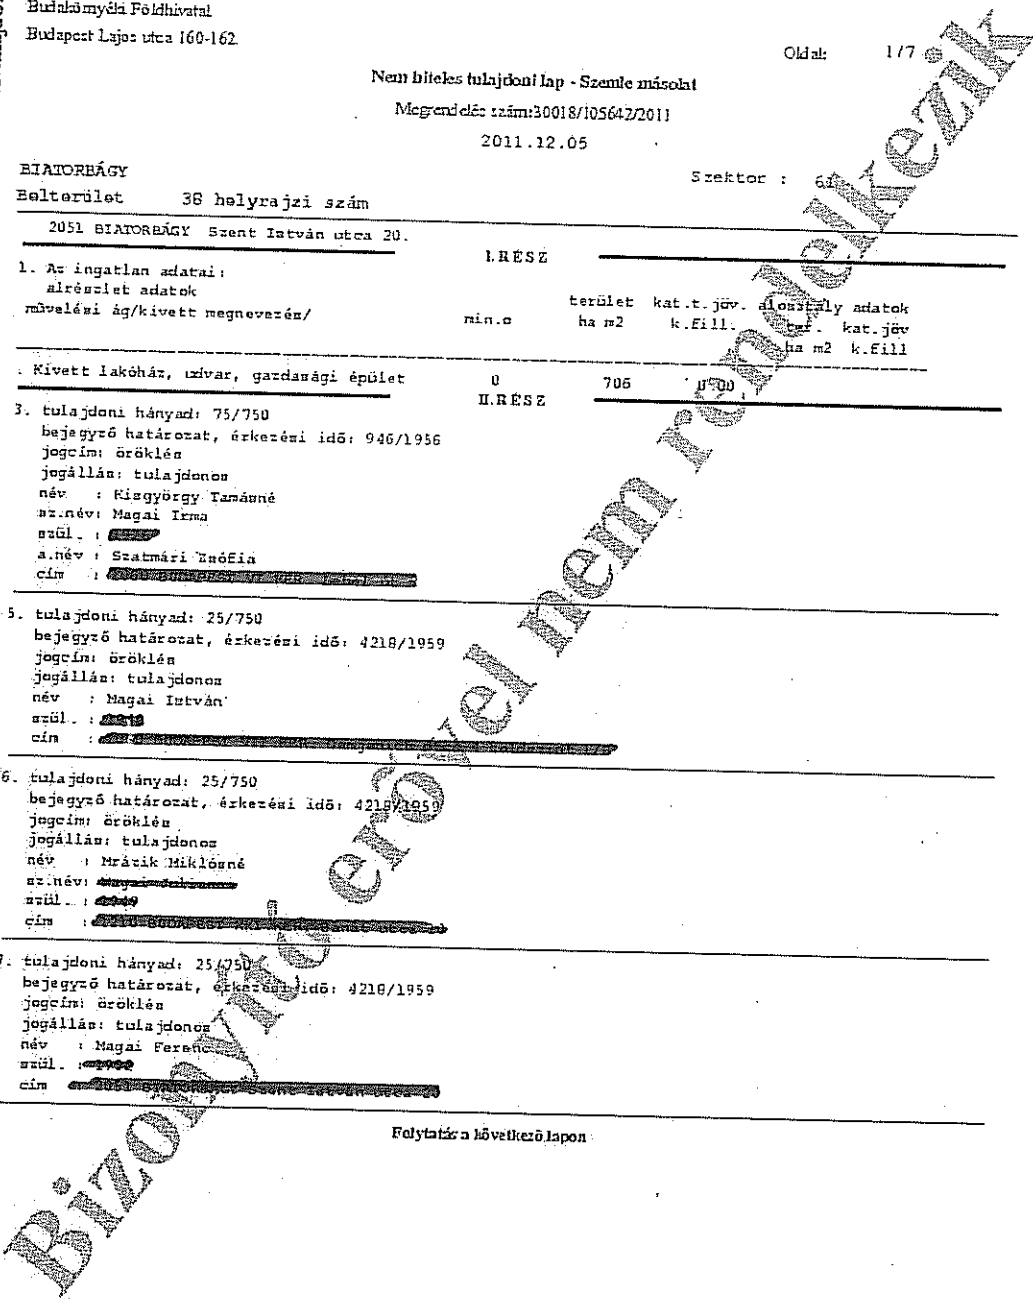 Budakörnyéki Földhivatal
Budapest Lajos utca 160-162.
Oldal: 1/7
Nem hiteles tulajdoni lap - Szemle másolat
Megrendelés szám:30018/105642/2011
2011.12.05
BIATORBÁGY
Szektor : 61
Belterület 38 helyrajzi szám
2051 BIATORBÁGY Szent István utca 20.
I.RÉSZ
1. Az ingatlan adatai:
alrészlet adatok
terület kat.t.jöv. alosztály adatok
művelési ág/kivett megnevezés/ min.o ha m2 k.fill. ter. kat.jöv
ha m2 k.fill
. Kivett lakóház, udvar, gazdasági épület 0 706 0.00
II.RÉSZ
3. tulajdoni hányad: 75/750
bejegyző határozat, érkezési idő: 946/1956
jogcím: öröklés
jogállás: tulajdonos
név : Kisgyörgy Tamásné
sz.név: Magai Irma
szül. :
a.név : Szatmári Zsófia
cím :
5. tulajdoni hányad: 25/750
bejegyző határozat, érkezési idő: 4218/1959
jogcím: öröklés
jogállás: tulajdonos
név : Magai István
szül. :
cím :
6. tulajdoni hányad: 25/750
bejegyző határozat, érkezési idő: 4218/1959
jogcím: öröklés
jogállás: tulajdonos
név : Mrázik Miklósné
sz.név:
szül. :
cím :
7. tulajdoni hányad: 25/750
bejegyző határozat, érkezési idő: 4218/1959
jogcím: öröklés
jogállás: tulajdonos
név : Magai Ferenc
szül. :
cím
Folytatás a következő lapon
Bizonyító erővel nem rendelkezik